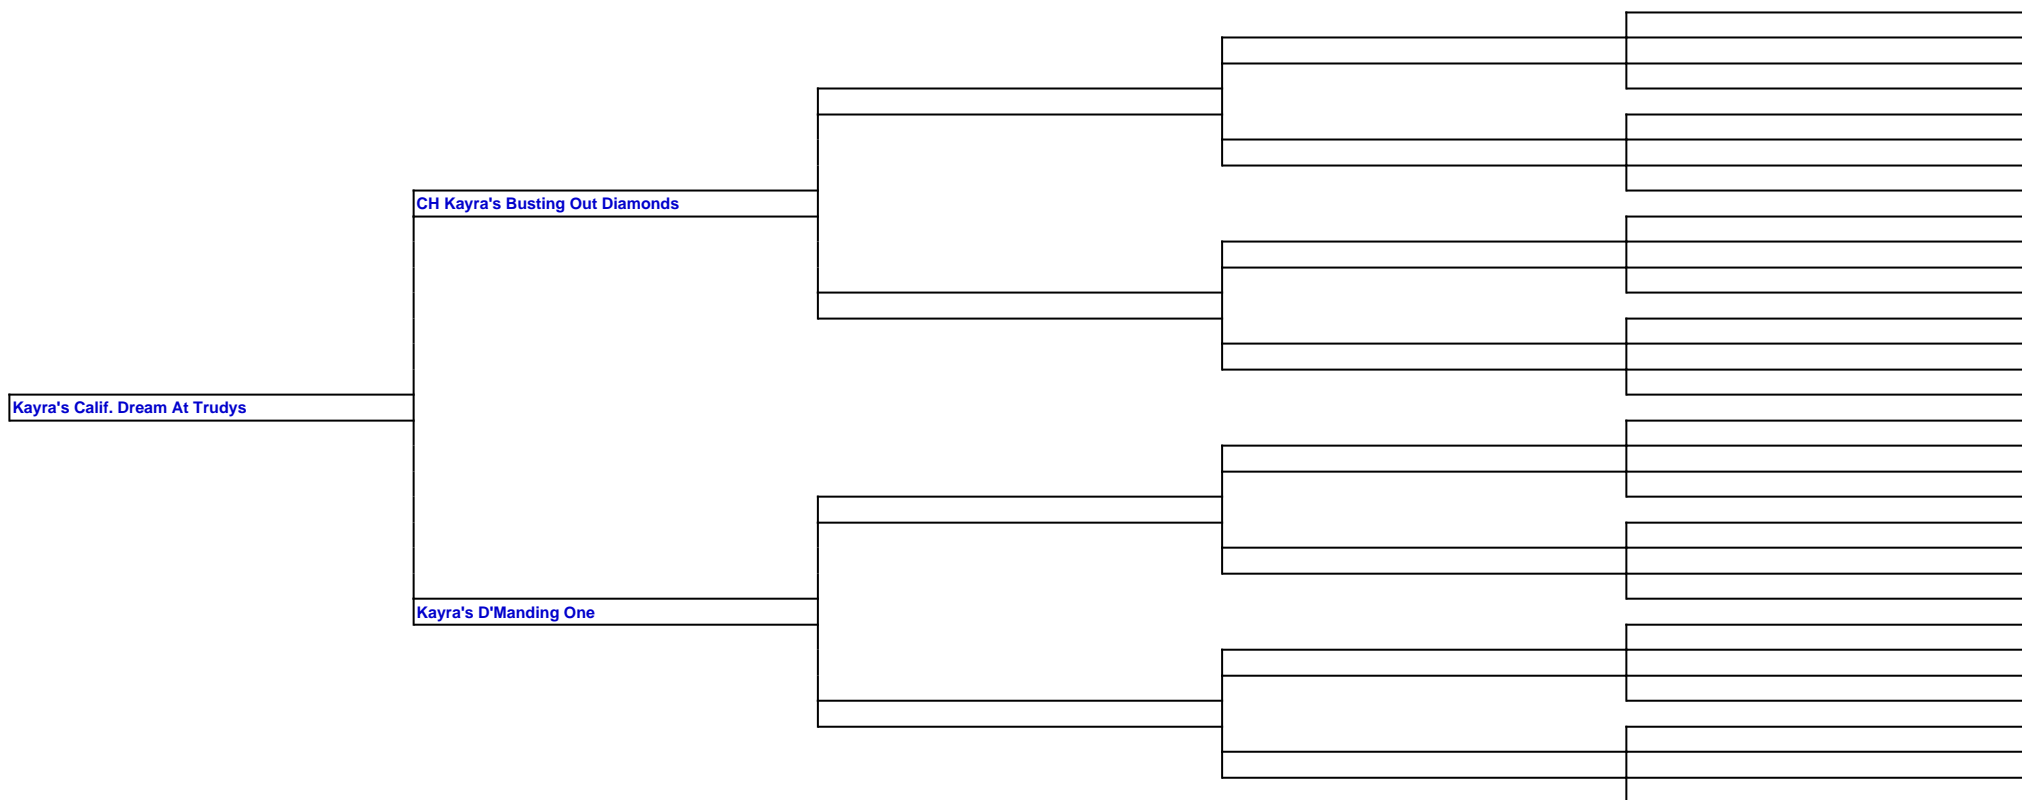 CH Kayra's Busting Out Diamonds
Kayra's Calif. Dream At Trudys
Kayra's D'Manding One